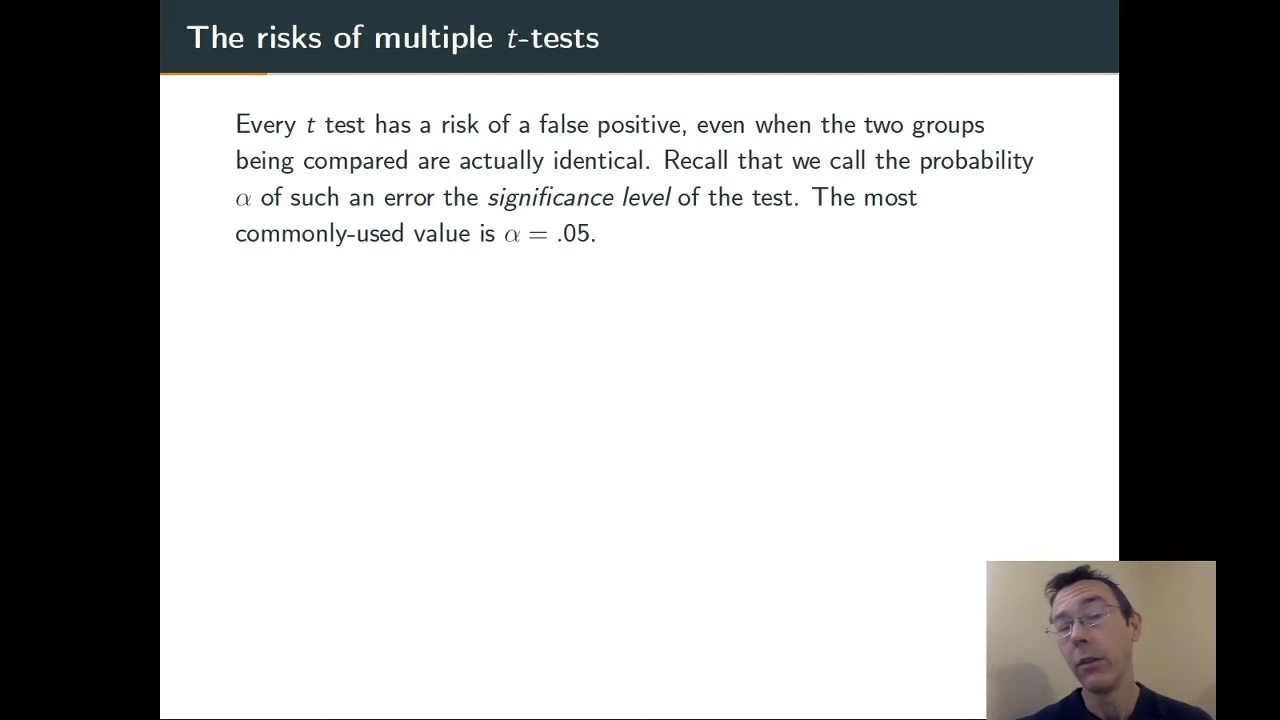 The risks of multiple t-tests
Every t test has a risk of a false positive, even when the two groups
being compared are actually identical. Recall that we call the probability
α of such an error the significance level of the test. The most
commonly-used value is α = .05.